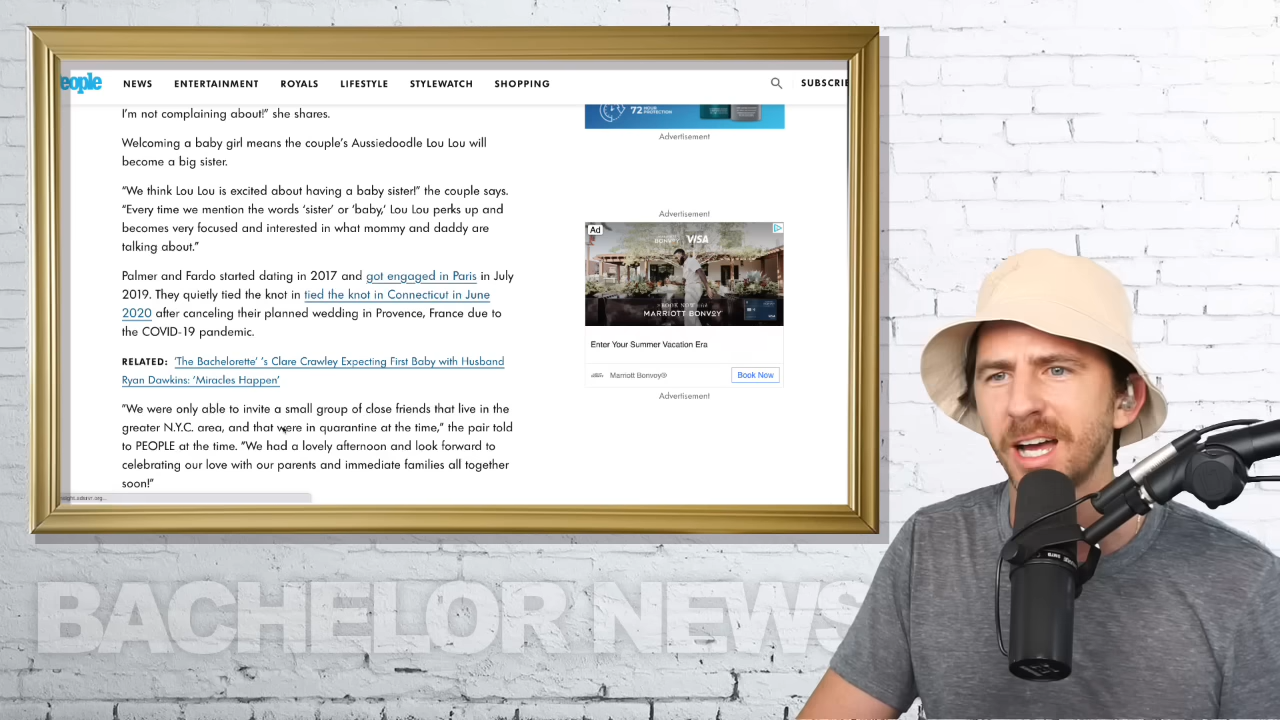 eople NEWS ENTERTAINMENT ROYALS LIFESTYLE STYLEWATCH SHOPPING SUBSCRIB
I'm not complaining about!" she shares.
Welcoming a baby girl means the couple's Aussiedoodle Lou Lou will
become a big sister.
"We think Lou Lou is excited about having a baby sister!" the couple says.
"Every time we mention the words 'sister' or 'baby,' Lou Lou perks up and
becomes very focused and interested in what mommy and daddy are
talking about."
Palmer and Fardo started dating in 2017 and got engaged in Paris in July
2019. They quietly tied the knot in tied the knot in Connecticut in June
2020 after canceling their planned wedding in Provence, France due to
the COVID-19 pandemic.
RELATED: 'The Bachelorette' 's Clare Crawley Expecting First Baby with Husband
Ryan Dawkins: 'Miracles Happen'
"We were only able to invite a small group of close friends that live in the
greater N.Y.C. area, and that were in quarantine at the time," the pair told
to PEOPLE at the time. "We had a lovely afternoon and look forward to
celebrating our love with our parents and immediate families all together
soon!"
72 HOUR
PROTECTION
Advertisement
Advertisement
Ad
BONVOY VISA
BOOK NOW
MARRIOTT BONVOY
Enter Your Summer Vacation Era
Marriott Bonvoy® Book Now
Advertisement
BACHELOR NEWS